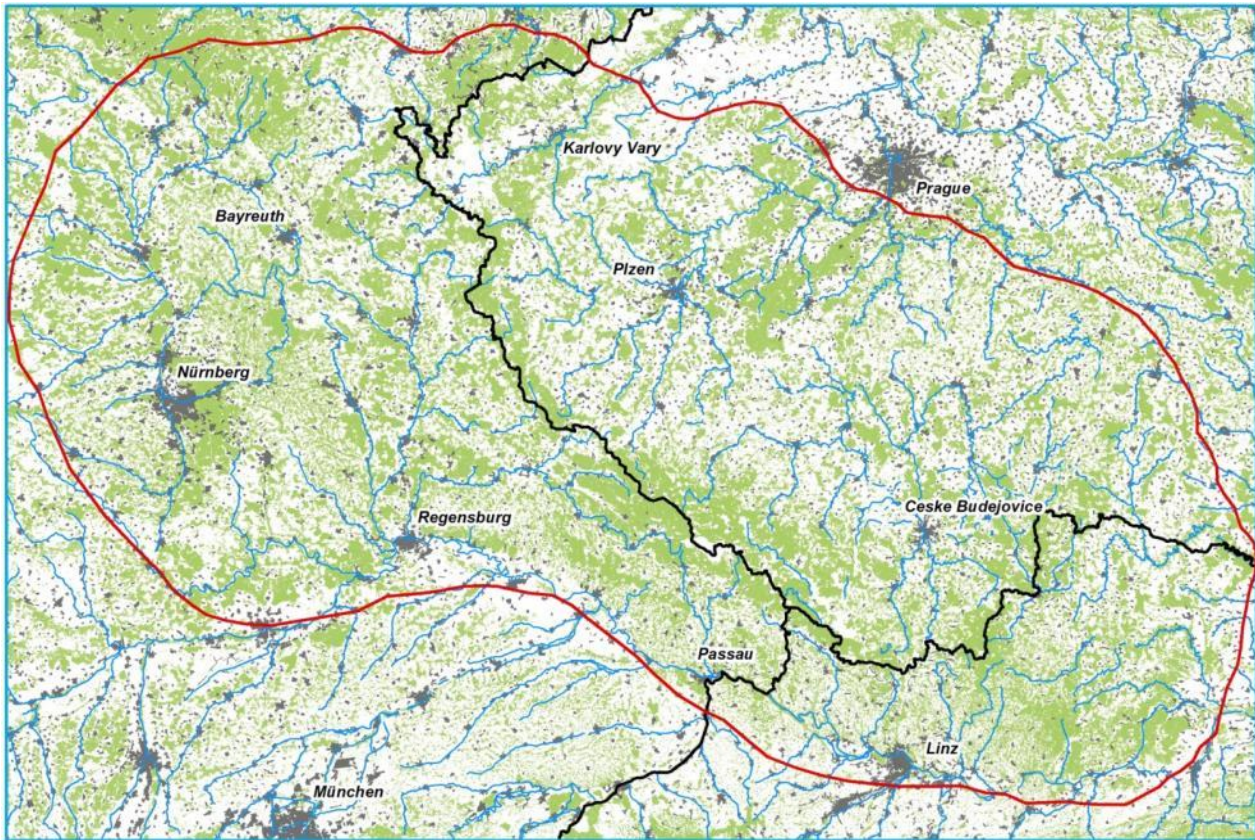 Karlovy Vary
Prague
Bayreuth
Plzen
Nürnberg
Ceske Budejovice
Regensburg
Passau
Linz
München